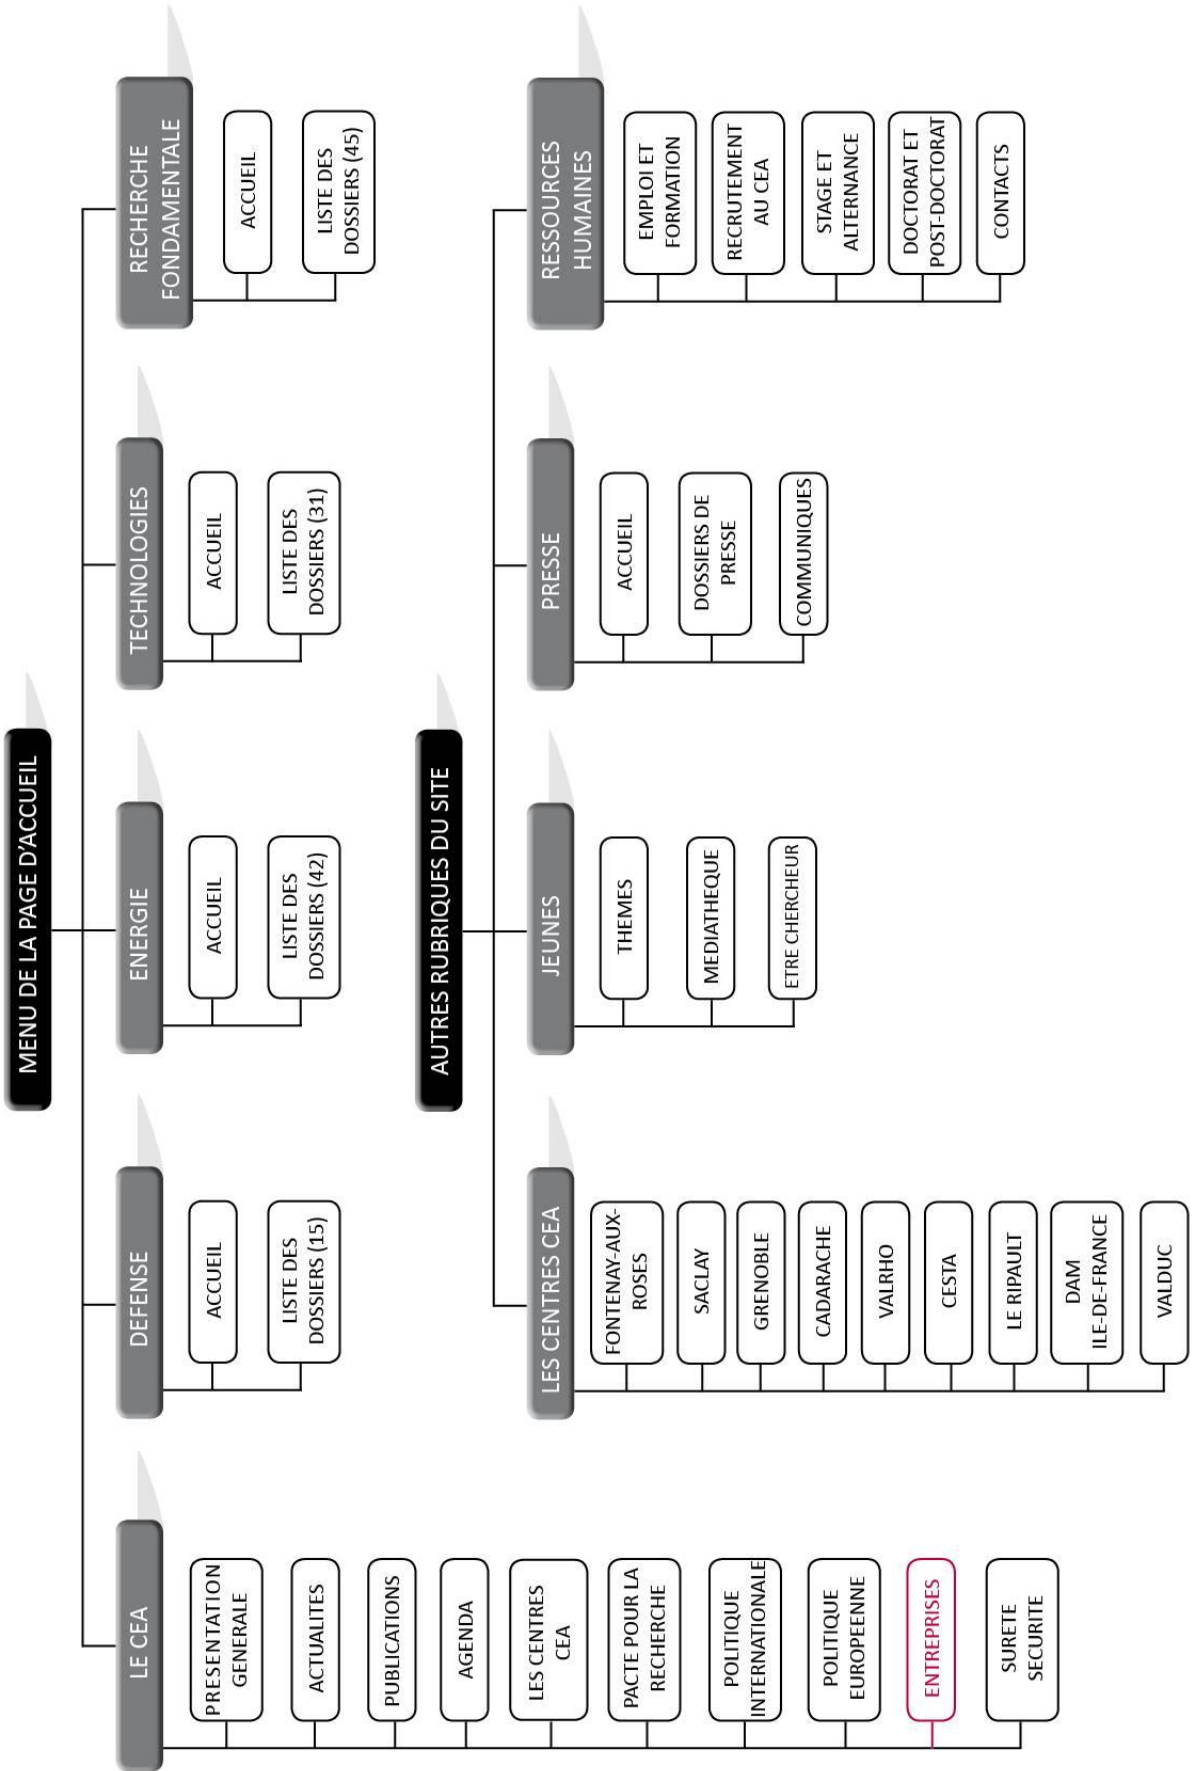 MENU DE LA PAGE D'ACCUEIL
LE CEA
PRESENTATION
GENERALE
ACTUALITES
PUBLICATIONS
AGENDA
LES CENTRES
CEA
PACTE POUR LA
RECHERCHE
POLITIQUE
INTERNATIONALE
POLITIQUE
EUROPEENNE
ENTREPRISES
SURETE
SECURITE
DEFENSE
ACCUEIL
LISTE DES
DOSSIERS (15)
ENERGIE
ACCUEIL
LISTE DES
DOSSIERS (42)
TECHNOLOGIES
ACCUEIL
LISTE DES
DOSSIERS (31)
RECHERCHE
FONDAMENTALE
ACCUEIL
LISTE DES
DOSSIERS (45)
AUTRES RUBRIQUES DU SITE
LES CENTRES CEA
FONTENAY-AUX-
ROSES
SACLAY
GRENOBLE
CADARACHE
VALRHO
CESTA
LE RIPAULT
DAM
ILE-DE-FRANCE
VALDUC
JEUNES
THEMES
MEDIATHEQUE
ETRE CHERCHEUR
PRESSE
ACCUEIL
DOSSIERS DE
PRESSE
COMMUNIQUES
RESSOURCES
HUMAINES
EMPLOI ET
FORMATION
RECRUTEMENT
AU CEA
STAGE ET
ALTERNANCE
DOCTORAT ET
POST-DOCTORAT
CONTACTS